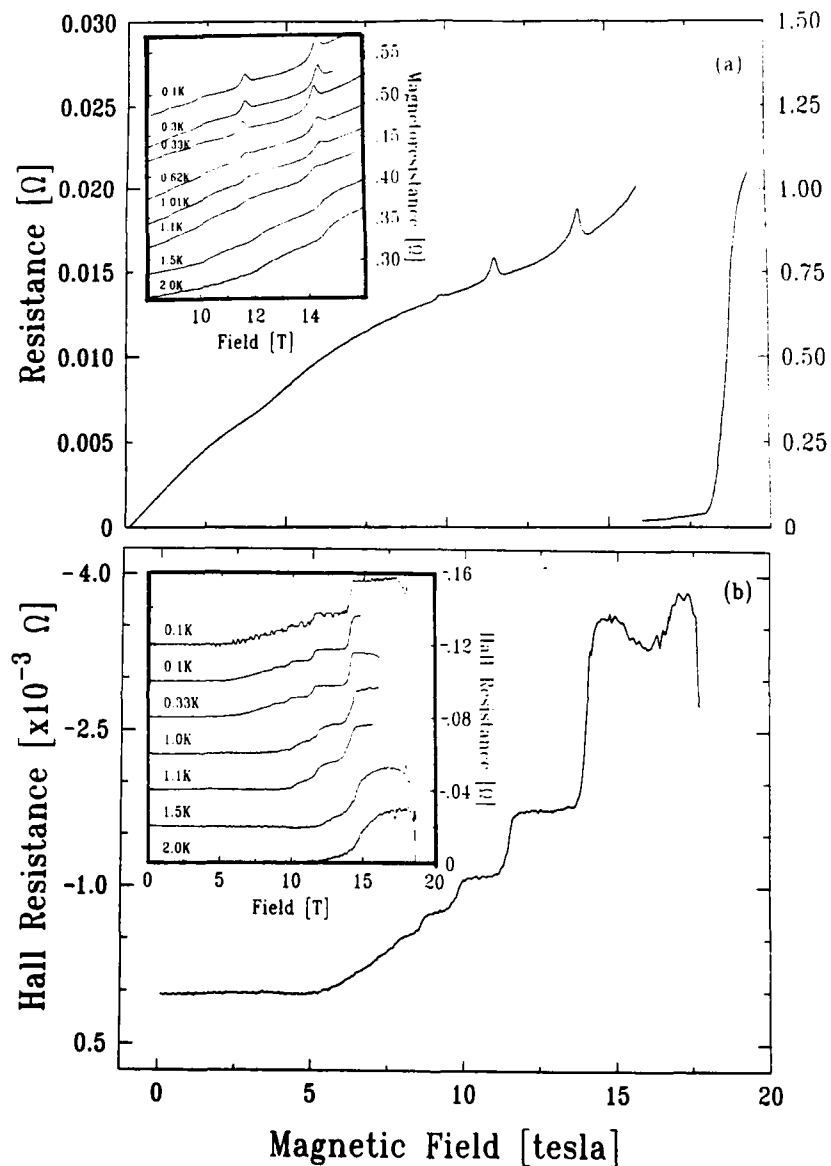 (a)
Resistance [Ω]
0.030
0.025
0.020
0.015
0.010
0.005
0
1.50
1.25
1.00
0.75
0.50
0.25
0
0.1K
0.3K
0.33K
0.62K
1.01K
1.1K
1.5K
2.0K
.55
.50
.15
.40
.35
.30
Magnetoresistance [Ω]
10 12 14
Field [T]
(b)
Hall Resistance [x10⁻³ Ω]
-4.0
-2.5
-1.0
0.5
0.1K
0.1K
0.33K
1.0K
1.1K
1.5K
2.0K
-.16
-.12
-.08
-.04
0
Hall Resistance [Ω]
0 5 10 15 20
Field [T]
0 5 10 15 20
Magnetic Field [tesla]